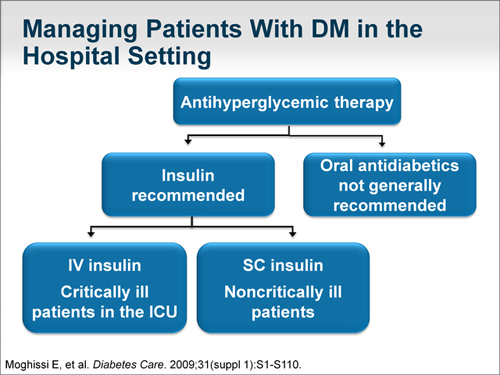 Managing Patients With DM in the
Hospital Setting
Antihyperglycemic therapy
Insulin
recommended
Oral antidiabetics
not generally
recommended
IV insulin
Critically ill
patients in the ICU
SC insulin
Noncritically ill
patients
Moghissi E, et al. Diabetes Care. 2009;31(suppl 1):S1-S110.